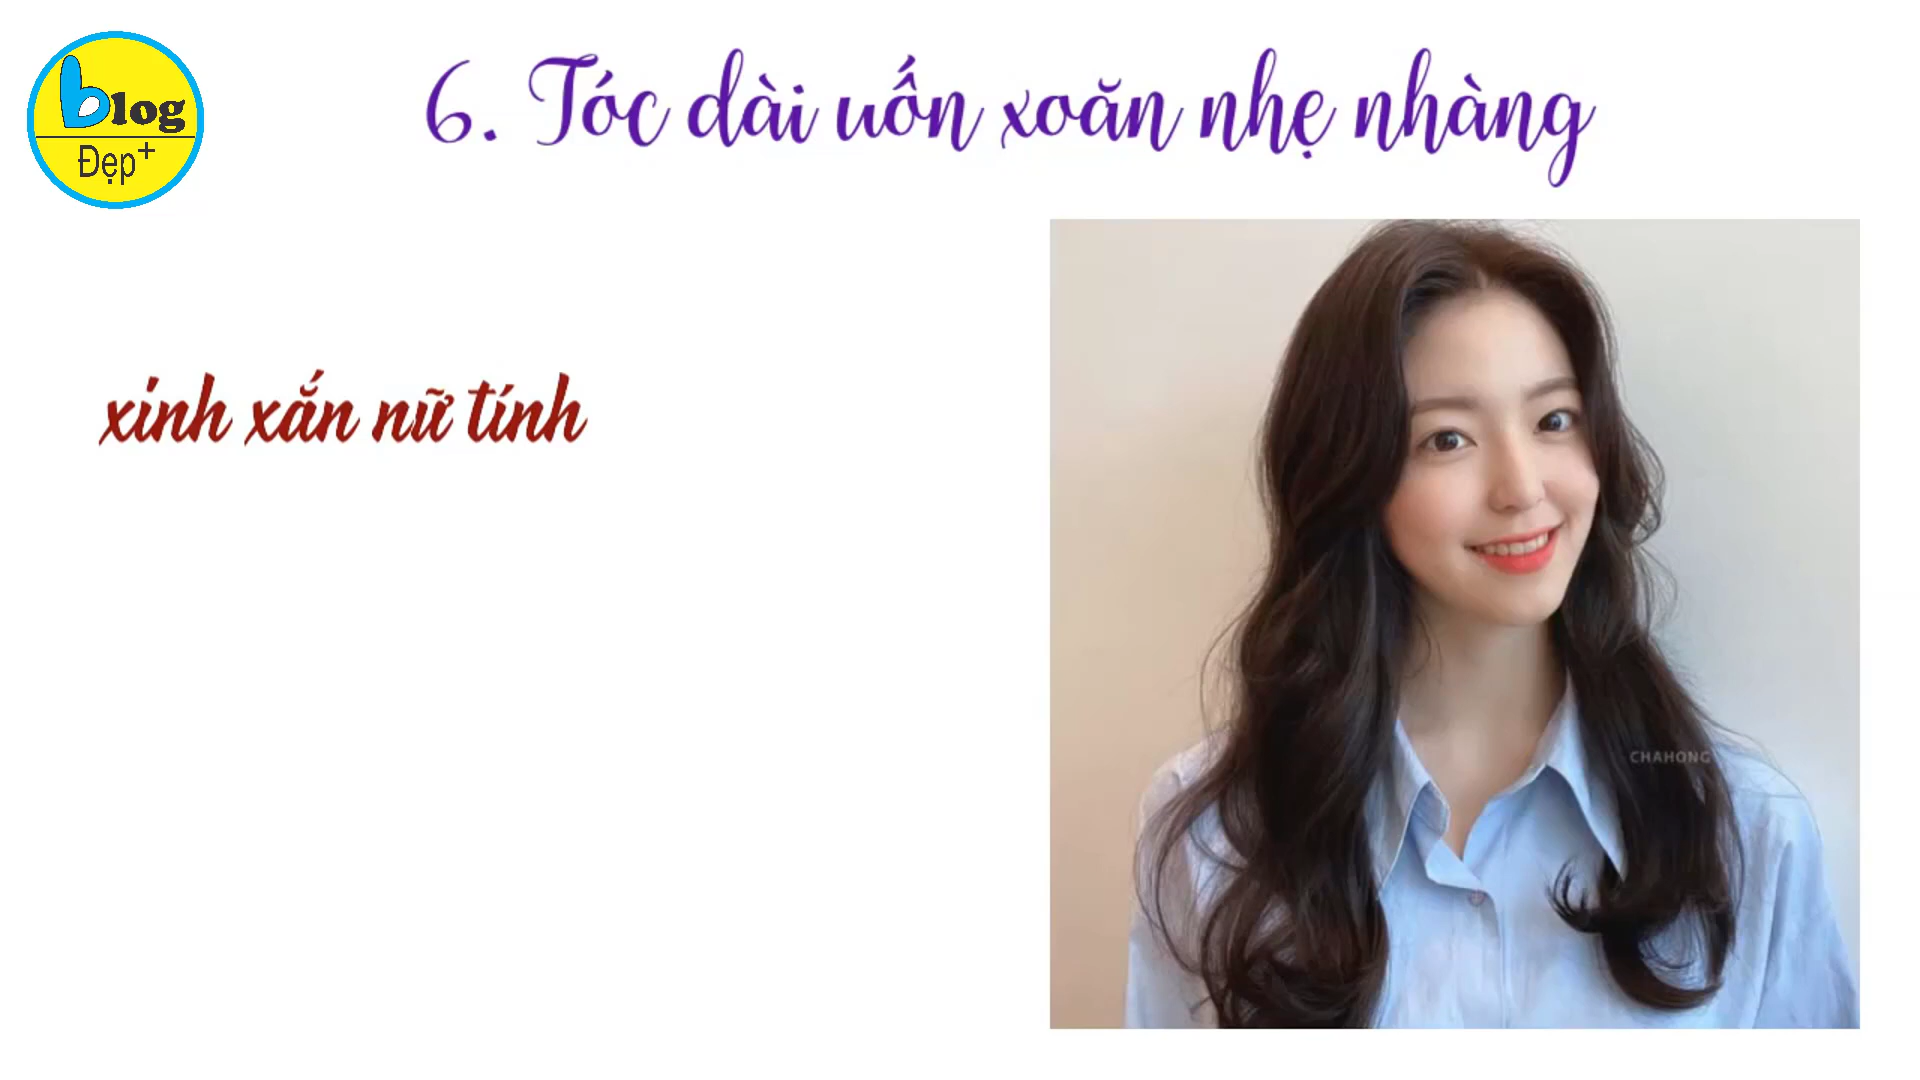 blog
Đẹp+
6. Tóc dài uốn xoăn nhẹ nhàng
xinh xắn nữ tính
CHAHONG